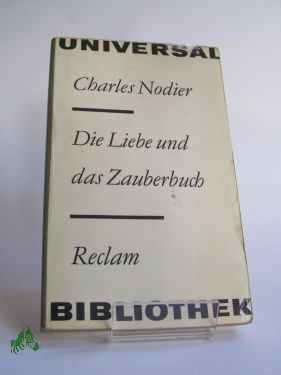 UNIVERSAL
Charles Nodier
Die Liebe und
das Zauberbuch
Reclam
BIBLIOTHEK